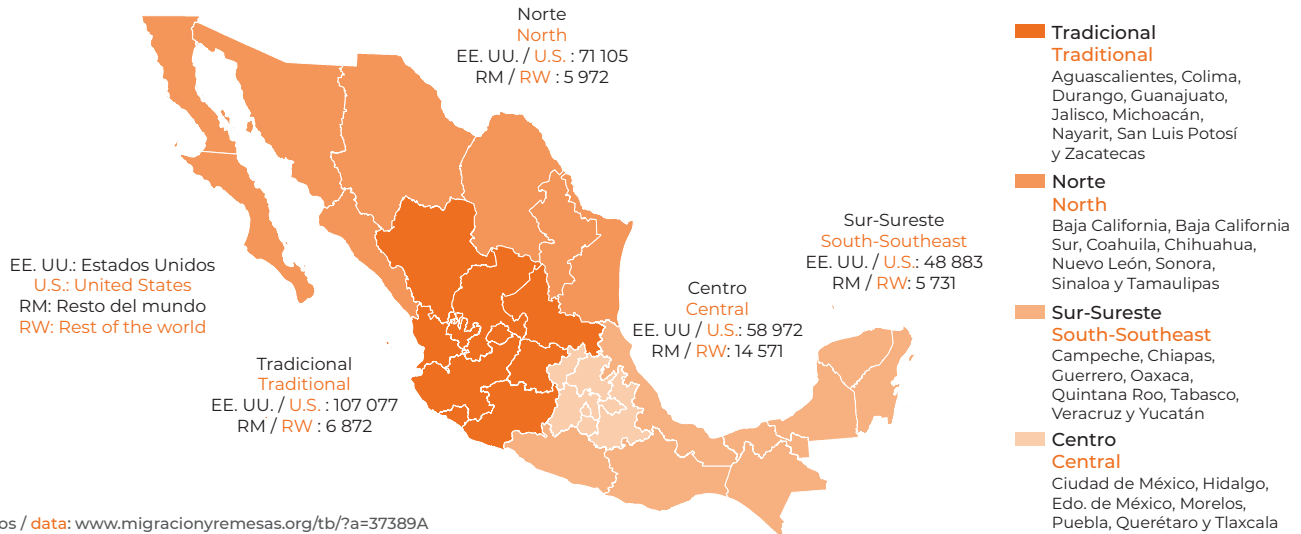 Norte
North
EE. UU. / U.S. : 71 105
RM / RW : 5 972
Tradicional
Traditional
Aguascalientes, Colima,
Durango, Guanajuato,
Jalisco, Michoacán,
Nayarit, San Luis Potosí
y Zacatecas
Norte
North
Baja California, Baja California
Sur, Coahuila, Chihuahua,
Nuevo León, Sonora,
Sinaloa y Tamaulipas
Sur-Sureste
South-Southeast
Campeche, Chiapas,
Guerrero, Oaxaca,
Quintana Roo, Tabasco,
Veracruz y Yucatán
Centro
Central
Ciudad de México, Hidalgo,
Edo. de México, Morelos,
Puebla, Querétaro y Tlaxcala
Sur-Sureste
South-Southeast
EE. UU. / U.S.: 48 883
RM / RW: 5 731
EE. UU.: Estados Unidos
U.S.: United States
RM: Resto del mundo
RW: Rest of the world
Centro
Central
EE. UU / U.S.: 58 972
RM / RW: 14 571
Tradicional
Traditional
EE. UU. / U.S. : 107 077
RM / RW : 6 872
os / data: www.migracionyremesas.org/tb/?a=37389A